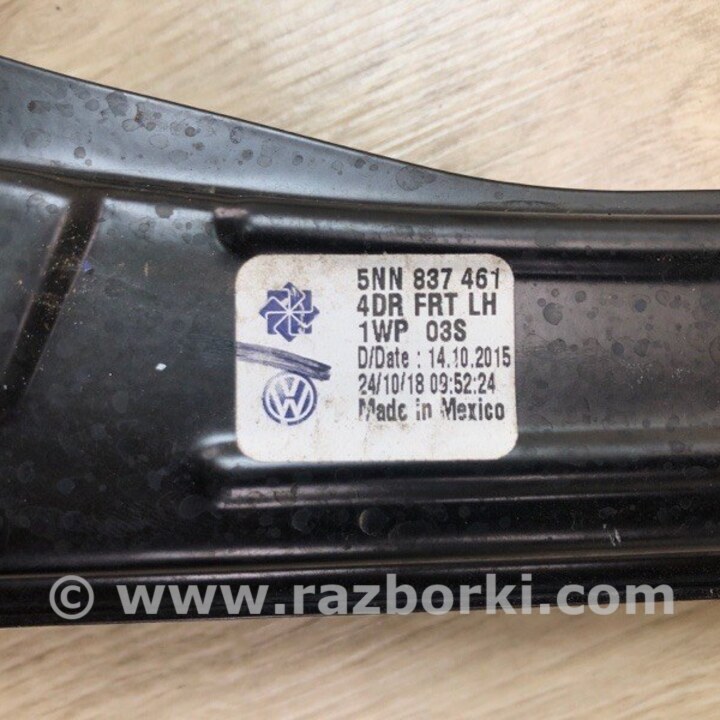 5NN 837 461
4DR FRT LH
1WP 03S
D/Date : 14.10.2015
24/10/18 09:52:24
Made in Mexico
© www.razborki.com